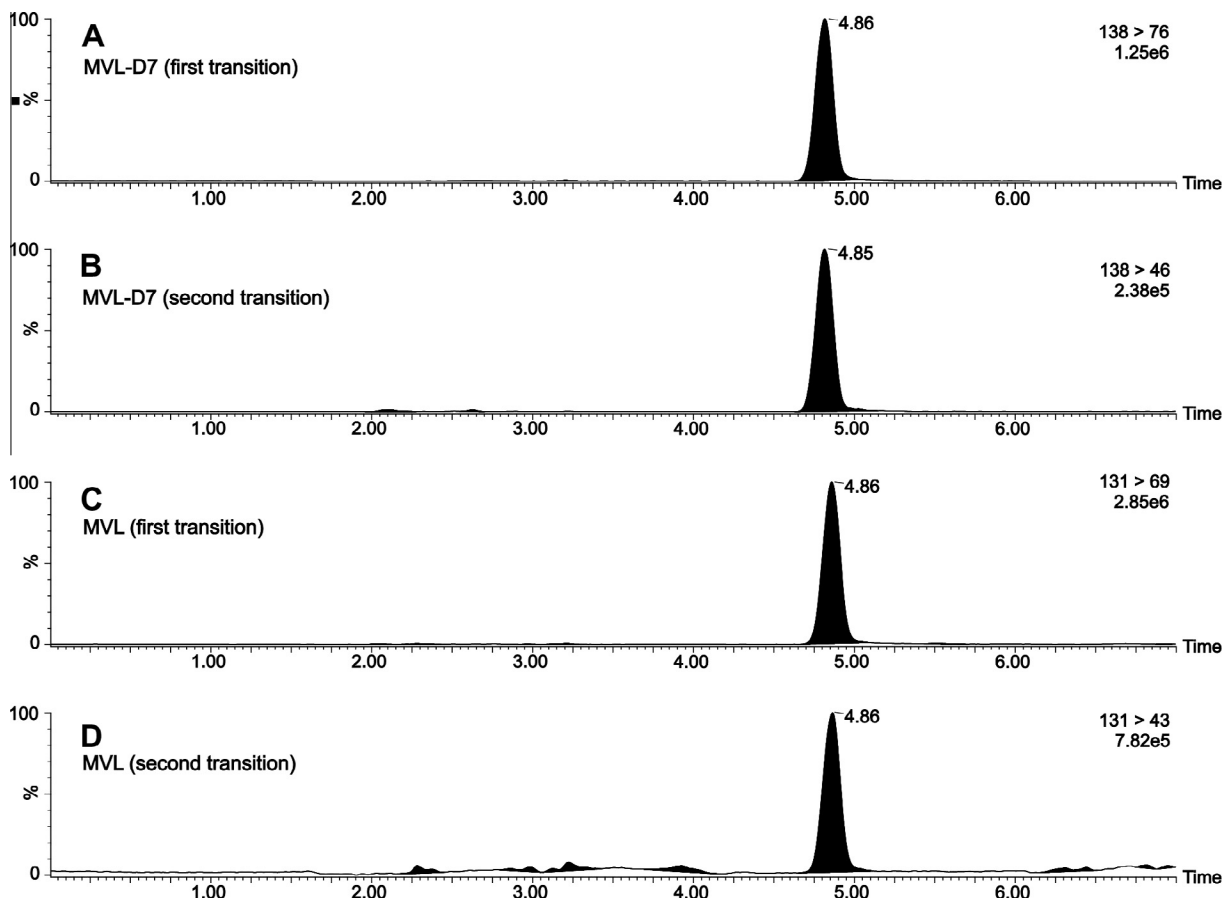 100
A
4.86
138 > 76
1.25e6
MVL-D7 (first transition)
%
0
1.00 2.00 3.00 4.00 5.00 6.00 Time
100
B
4.85
138 > 46
2.38e5
MVL-D7 (second transition)
%
0
1.00 2.00 3.00 4.00 5.00 6.00 Time
100
C
4.86
131 > 69
2.85e6
MVL (first transition)
%
0
1.00 2.00 3.00 4.00 5.00 6.00 Time
100
D
4.86
131 > 43
7.82e5
MVL (second transition)
%
0
1.00 2.00 3.00 4.00 5.00 6.00 Time